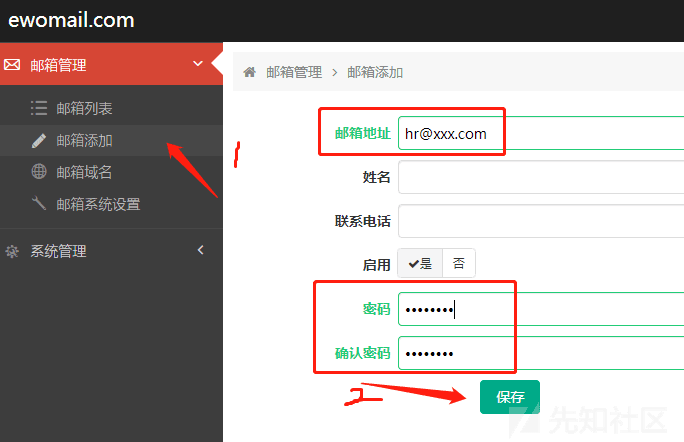 ewomail.com
邮箱管理
邮箱列表
邮箱添加
邮箱域名
邮箱系统设置
系统管理
邮箱管理 > 邮箱添加
邮箱地址 hr@xxx.com
姓名
联系电话
启用 是 否
密码 ••••••••
确认密码 ••••••••
保存
1
2
先知社区